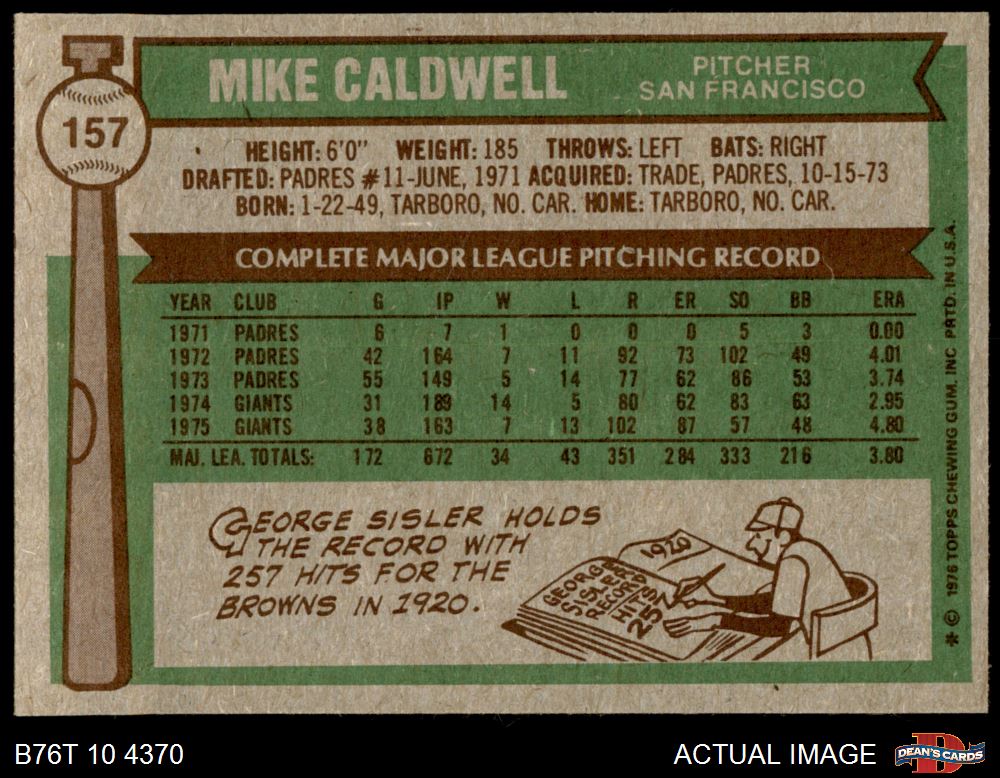 157
MIKE CALDWELL
PITCHER
SAN FRANCISCO
HEIGHT: 6'0" WEIGHT: 185 THROWS: LEFT BATS: RIGHT
DRAFTED: PADRES #11-JUNE, 1971 ACQUIRED: TRADE, PADRES, 10-15-73
BORN: 1-22-49, TARBORO, NO. CAR. HOME: TARBORO, NO. CAR.
COMPLETE MAJOR LEAGUE PITCHING RECORD
YEAR CLUB G IP W L R ER SO BB ERA
1971 PADRES 6 7 1 0 0 0 5 3 0.00
1972 PADRES 42 164 7 11 92 73 102 49 4.01
1973 PADRES 55 149 5 14 77 62 86 53 3.74
1974 GIANTS 31 189 14 5 80 62 83 63 2.95
1975 GIANTS 38 163 7 13 102 87 57 48 4.80
MAJ. LEA. TOTALS: 172 672 34 43 351 284 333 216 3.80
GEORGE SISLER HOLDS
THE RECORD WITH
257 HITS FOR THE
BROWNS IN 1920.
1920
GEORGE
SISLER
RECORD
HITS
25
* © 1976 TOPPS CHEWING GUM, INC PRTD. IN U.S.A.
B76T 10 4370
ACTUAL IMAGE
DEAN'S CARDS